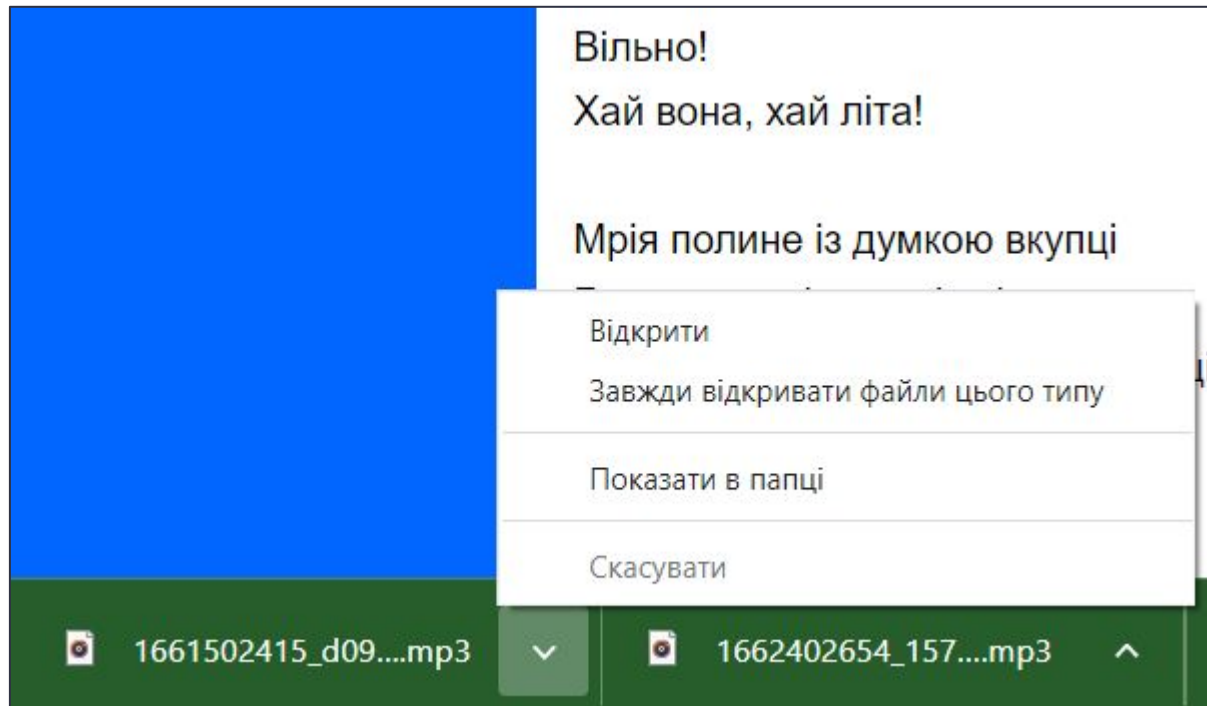 Вільно!
Хай вона, хай літа!
Мрія полине із думкою вкупці
Відкрити
Завжди відкривати файли цього типу
Показати в папці
Скасувати
1661502415_d09....mp3
1662402654_157....mp3